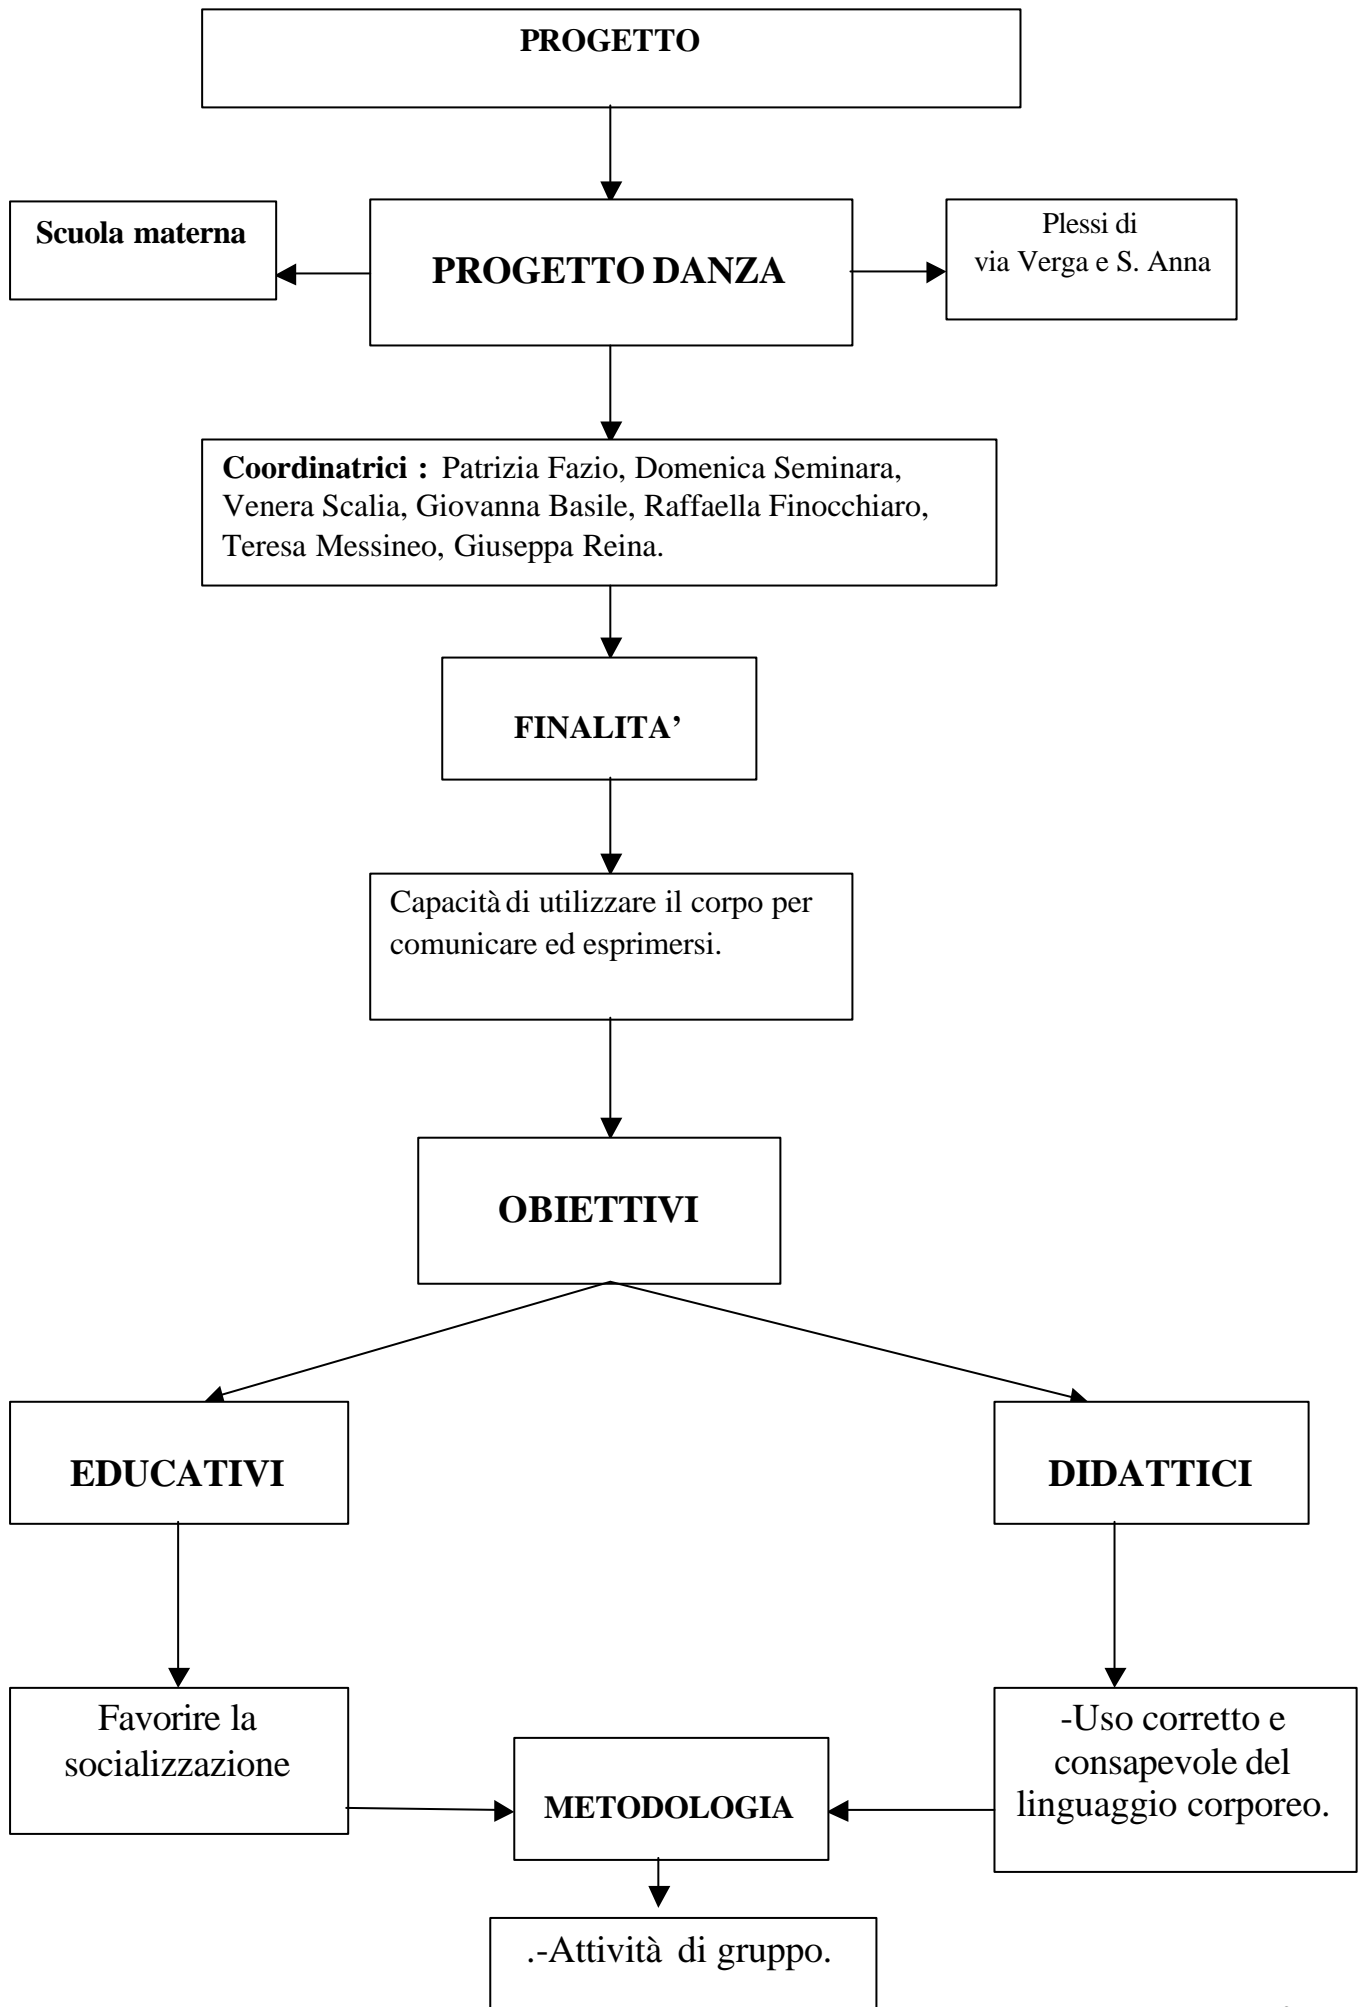 PROGETTO
Scuola materna
PROGETTO DANZA
Plessi di
via Verga e S. Anna
Coordinatrici : Patrizia Fazio, Domenica Seminara,
Venera Scalia, Giovanna Basile, Raffaella Finocchiaro,
Teresa Messineo, Giuseppa Reina.
FINALITA’
Capacità di utilizzare il corpo per
comunicare ed esprimersi.
OBIETTIVI
EDUCATIVI
DIDATTICI
Favorire la
socializzazione
-Uso corretto e
consapevole del
linguaggio corporeo.
METODOLOGIA
.-Attività di gruppo.